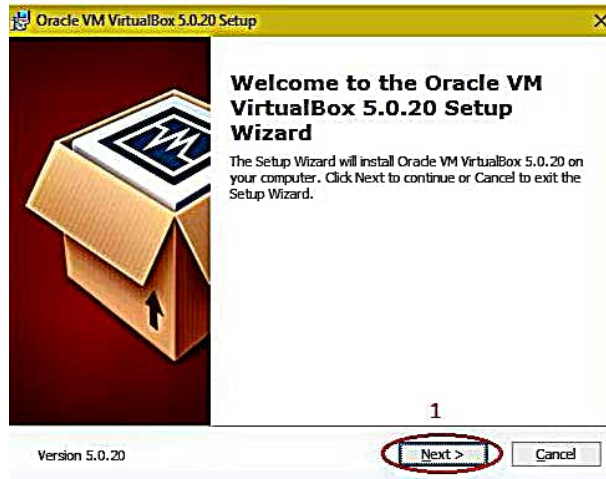 Oracle VM VirtualBox 5.0.20 Setup
Welcome to the Oracle VM
VirtualBox 5.0.20 Setup
Wizard
The Setup Wizard will install Oracle VM VirtualBox 5.0.20 on
your computer. Click Next to continue or Cancel to exit the
Setup Wizard.
1
Version 5.0.20
Next >
Cancel